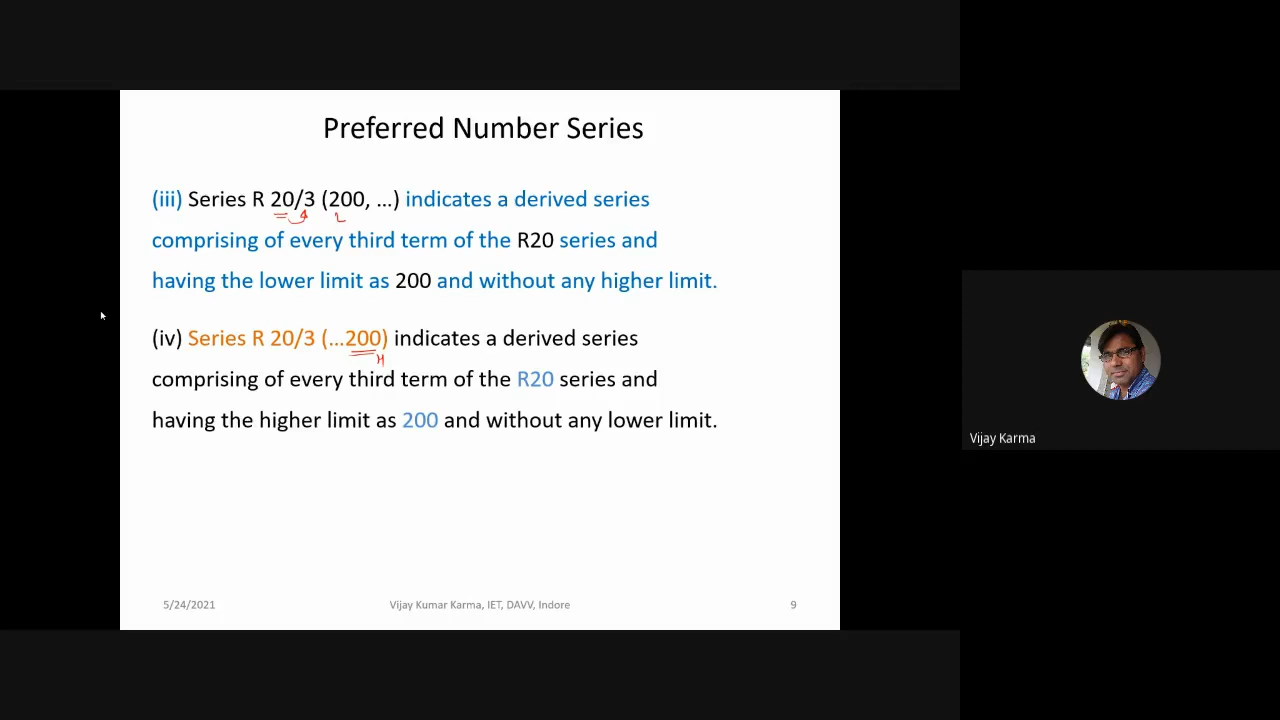 Preferred Number Series
(iii) Series R 20/3 (200, ...) indicates a derived series
L
comprising of every third term of the R20 series and
having the lower limit as 200 and without any higher limit.
(iv) Series R 20/3 (...200) indicates a derived series
H
comprising of every third term of the R20 series and
having the higher limit as 200 and without any lower limit.
5/24/2021 Vijay Kumar Karma, IET, DAVV, Indore 9
Vijay Karma